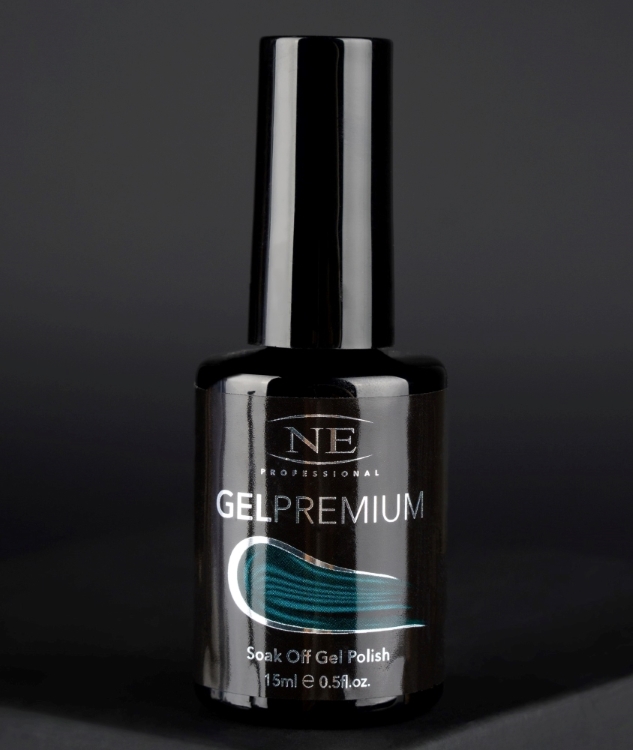 NE
PROFESSIONAL
GELPREMIUM
Soak Off Gel Polish
15ml ℮ 0.5fl.oz.